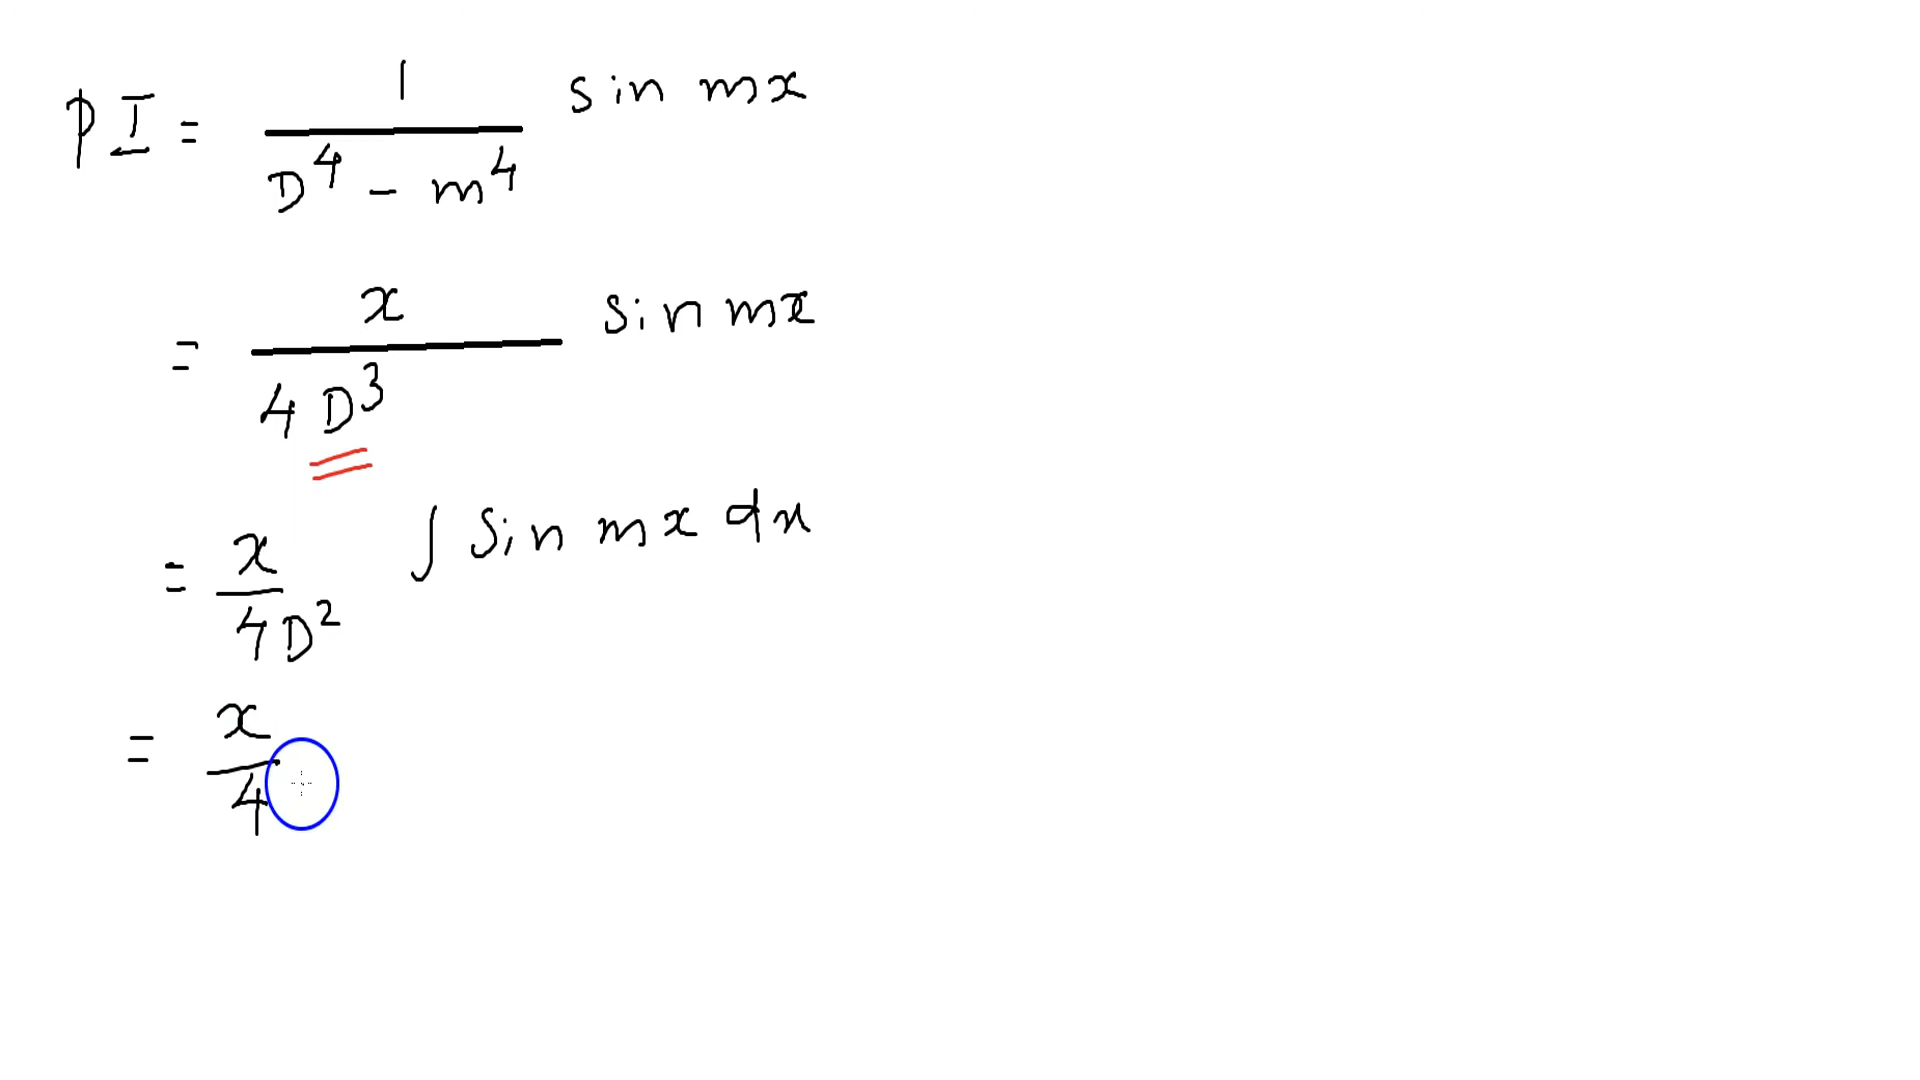 PI = 1/(D⁴ - m⁴) sin mx
= x/(4D³) sin mx
= x/(4D²) ∫ sin mx dx
= x/4